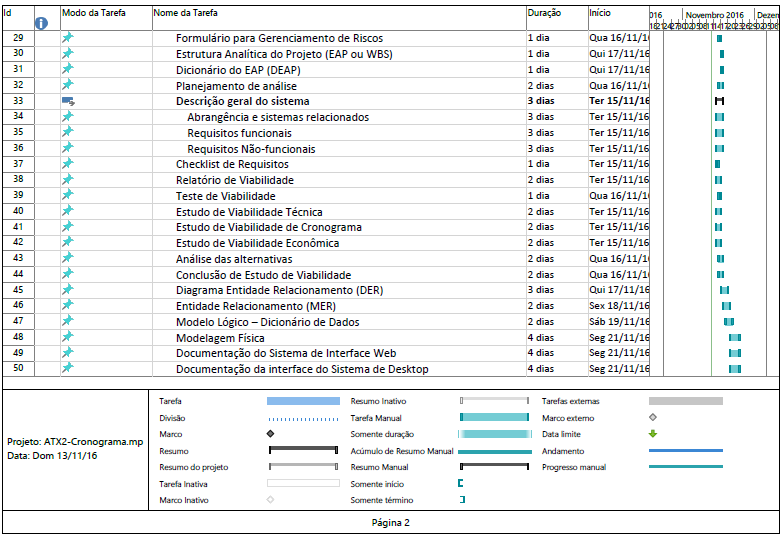 Id Modo da Tarefa Nome da Tarefa Duração Início 016 Novembro 2016 Dezem
29 Formulário para Gerenciamento de Riscos 1 dia Qua 16/11/16
30 Estrutura Analítica do Projeto (EAP ou WBS) 1 dia Qui 17/11/16
31 Dicionário do EAP (DEAP) 1 dia Qui 17/11/16
32 Planejamento de análise 2 dias Qua 16/11/16
33 Descrição geral do sistema 3 dias Ter 15/11/16
34 Abrangência e sistemas relacionados 3 dias Ter 15/11/16
35 Requisitos funcionais 3 dias Ter 15/11/16
36 Requisitos Não-funcionais 3 dias Ter 15/11/16
37 Checklist de Requisitos 1 dia Ter 15/11/16
38 Relatório de Viabilidade 2 dias Ter 15/11/16
39 Teste de Viabilidade 1 dia Qua 16/11/16
40 Estudo de Viabilidade Técnica 2 dias Ter 15/11/16
41 Estudo de Viabilidade de Cronograma 2 dias Ter 15/11/16
42 Estudo de Viabilidade Econômica 2 dias Ter 15/11/16
43 Análise das alternativas 2 dias Qua 16/11/16
44 Conclusão de Estudo de Viabilidade 2 dias Qua 16/11/16
45 Diagrama Entidade Relacionamento (DER) 3 dias Qui 17/11/16
46 Entidade Relacionamento (MER) 2 dias Sex 18/11/16
47 Modelo Lógico – Dicionário de Dados 2 dias Sáb 19/11/16
48 Modelagem Física 4 dias Seg 21/11/16
49 Documentação do Sistema de Interface Web 4 dias Seg 21/11/16
50 Documentação da interface do Sistema de Desktop 4 dias Seg 21/11/16
Projeto: ATX2-Cronograma.mp
Data: Dom 13/11/16
Tarefa
Divisão
Marco
Resumo
Resumo do projeto
Tarefa Inativa
Marco Inativo
Resumo Inativo
Tarefa Manual
Somente duração
Acúmulo de Resumo Manual
Resumo Manual
Somente início
Somente término
Tarefas externas
Marco externo
Data limite
Andamento
Progresso manual
Página 2